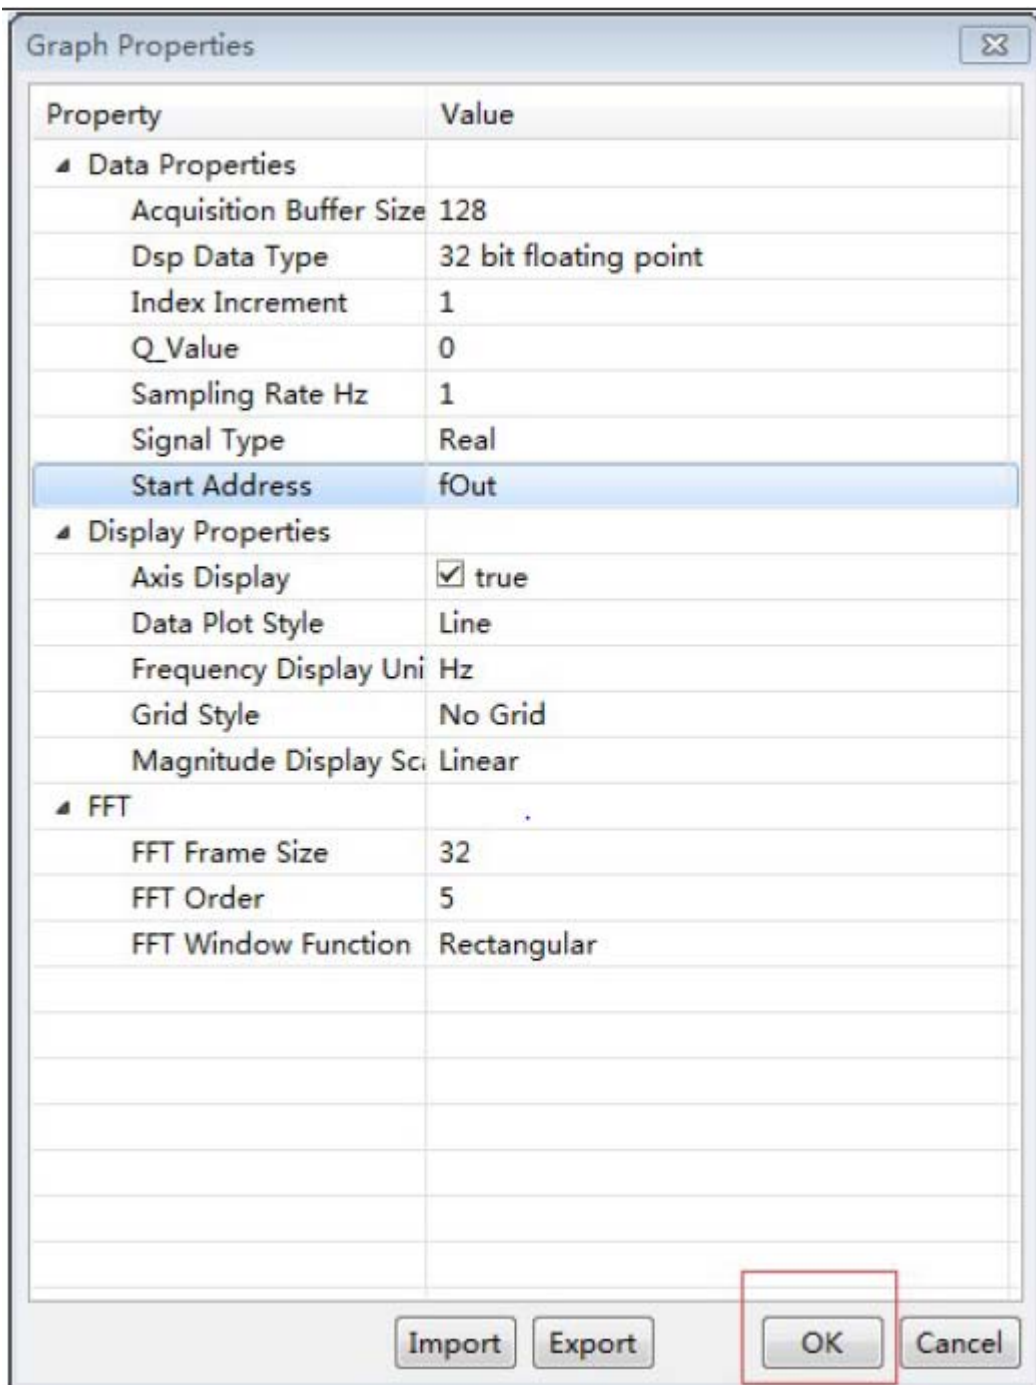 Graph Properties
Property Value
Data Properties
Acquisition Buffer Size 128
Dsp Data Type 32 bit floating point
Index Increment 1
Q_Value 0
Sampling Rate Hz 1
Signal Type Real
Start Address fOut
Display Properties
Axis Display true
Data Plot Style Line
Frequency Display Uni Hz
Grid Style No Grid
Magnitude Display Sca Linear
FFT
FFT Frame Size 32
FFT Order 5
FFT Window Function Rectangular
Import Export OK Cancel